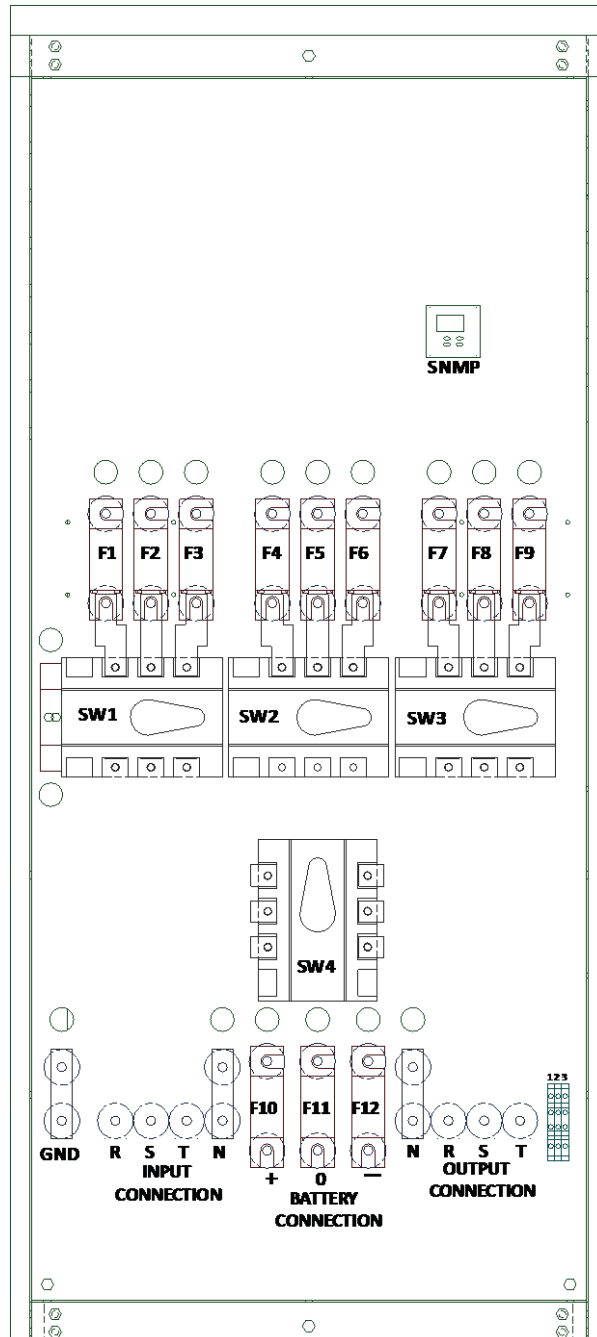 SNMP
F1 F2 F3 F4 F5 F6 F7 F8 F9
SW1 SW2 SW3
SW4
F10 F11 F12
123
GND R S T N + 0 — N R S T
INPUT
CONNECTION
BATTERY
CONNECTION
OUTPUT
CONNECTION